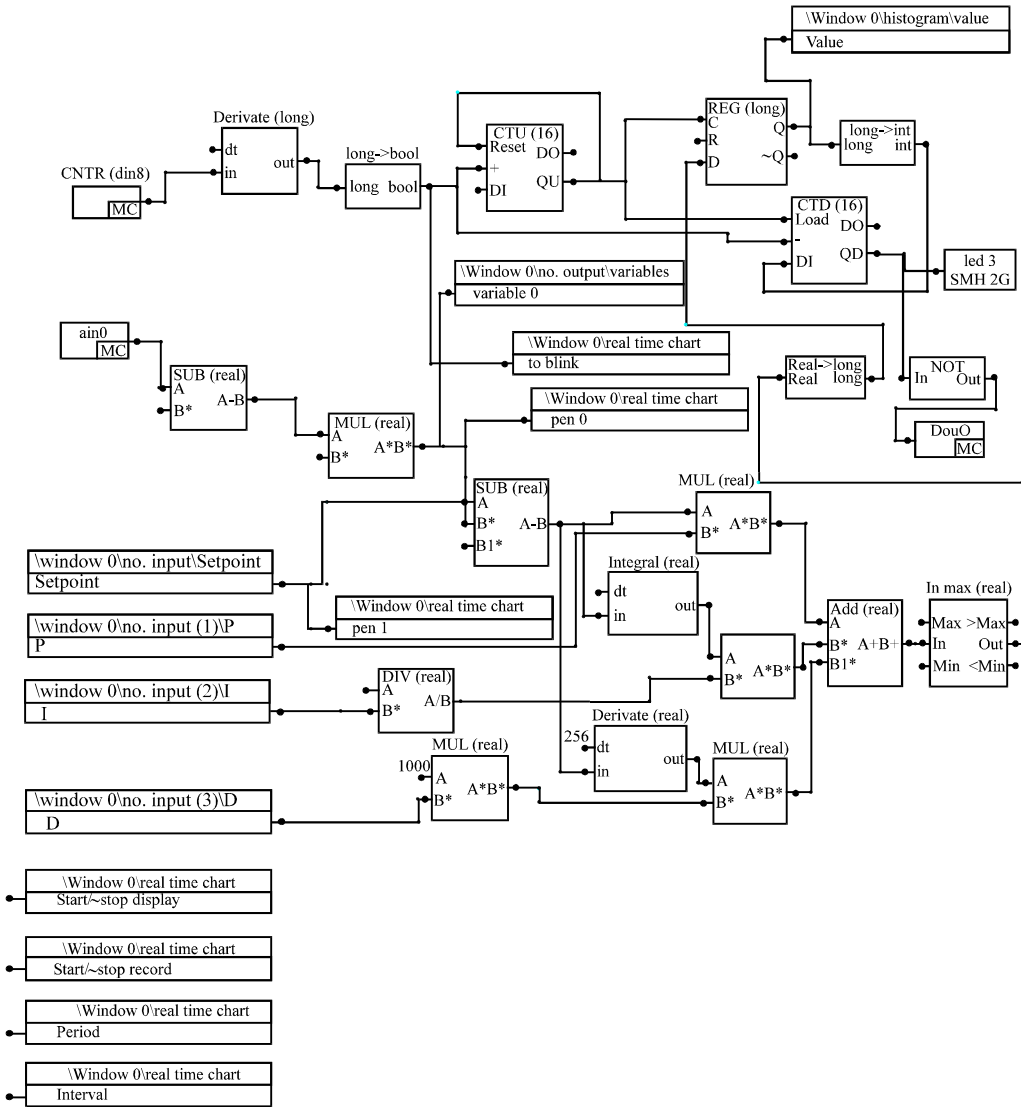 \Window 0\histogram\value
Value
Derivate (long)
dt
in
out
CNTR (din8)
MC
long->bool
long bool
CTU (16)
Reset
DO
+
QU
DI
REG (long)
C
Q
R
D
~Q
long->int
long int
CTD (16)
Load
DO
-
QD
DI
led 3
SMH 2G
\Window 0\no. output\variables
variable 0
ain0
MC
\Window 0\real time chart
to blink
SUB (real)
A
A-B
B*
Real->long
Real long
NOT
In Out
\Window 0\real time chart
pen 0
MUL (real)
A
A*B*
B*
DouO
MC
SUB (real)
A
B*
A-B
B1*
MUL (real)
A
A*B*
B*
\window 0\no. input\Setpoint
Setpoint
Integral (real)
dt
out
in
\Window 0\real time chart
pen 1
\window 0\no. input (1)\P
P
Add (real)
A
B*
A+B+
B1*
In max (real)
Max >Max
In Out
Min <Min
A
A*B*
B*
\window 0\no. input (2)\I
I
DIV (real)
A
A/B
B*
Derivate (real)
256
dt
out
in
MUL (real)
1000
A
A*B*
B*
MUL (real)
A
A*B*
B*
\window 0\no. input (3)\D
D
\Window 0\real time chart
Start/~stop display
\Window 0\real time chart
Start/~stop record
\Window 0\real time chart
Period
\Window 0\real time chart
Interval